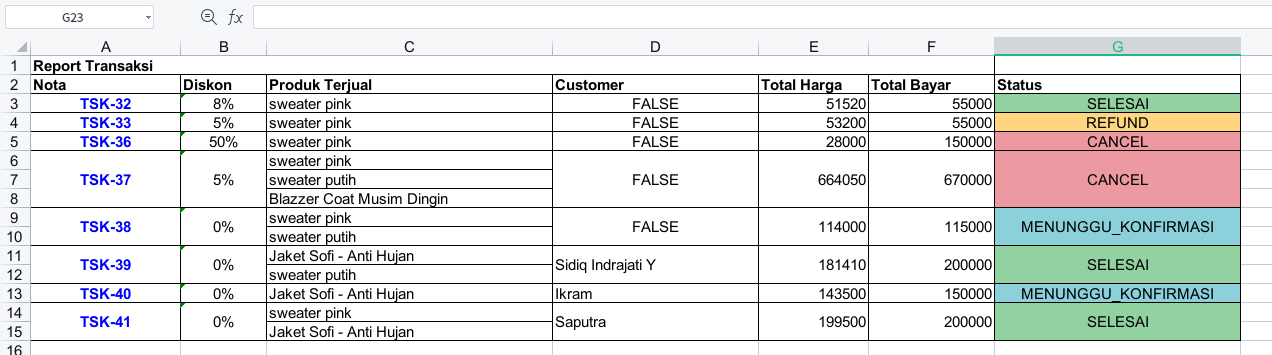 G23 fx
A B C D E F G
1 Report Transaksi
2 Nota Diskon Produk Terjual Customer Total Harga Total Bayar Status
3 TSK-32 8% sweater pink FALSE 51520 55000 SELESAI
4 TSK-33 5% sweater pink FALSE 53200 55000 REFUND
5 TSK-36 50% sweater pink FALSE 28000 150000 CANCEL
6 sweater pink
7 TSK-37 5% sweater putih FALSE 664050 670000 CANCEL
8 Blazzer Coat Musim Dingin
9 sweater pink
TSK-38 0% FALSE 114000 115000 MENUNGGU_KONFIRMASI
10 sweater putih
11 Jaket Sofi - Anti Hujan
TSK-39 0% Sidiq Indrajati Y 181410 200000 SELESAI
12 sweater putih
13 TSK-40 0% Jaket Sofi - Anti Hujan Ikram 143500 150000 MENUNGGU_KONFIRMASI
14 sweater pink
TSK-41 0% Saputra 199500 200000 SELESAI
15 Jaket Sofi - Anti Hujan
16